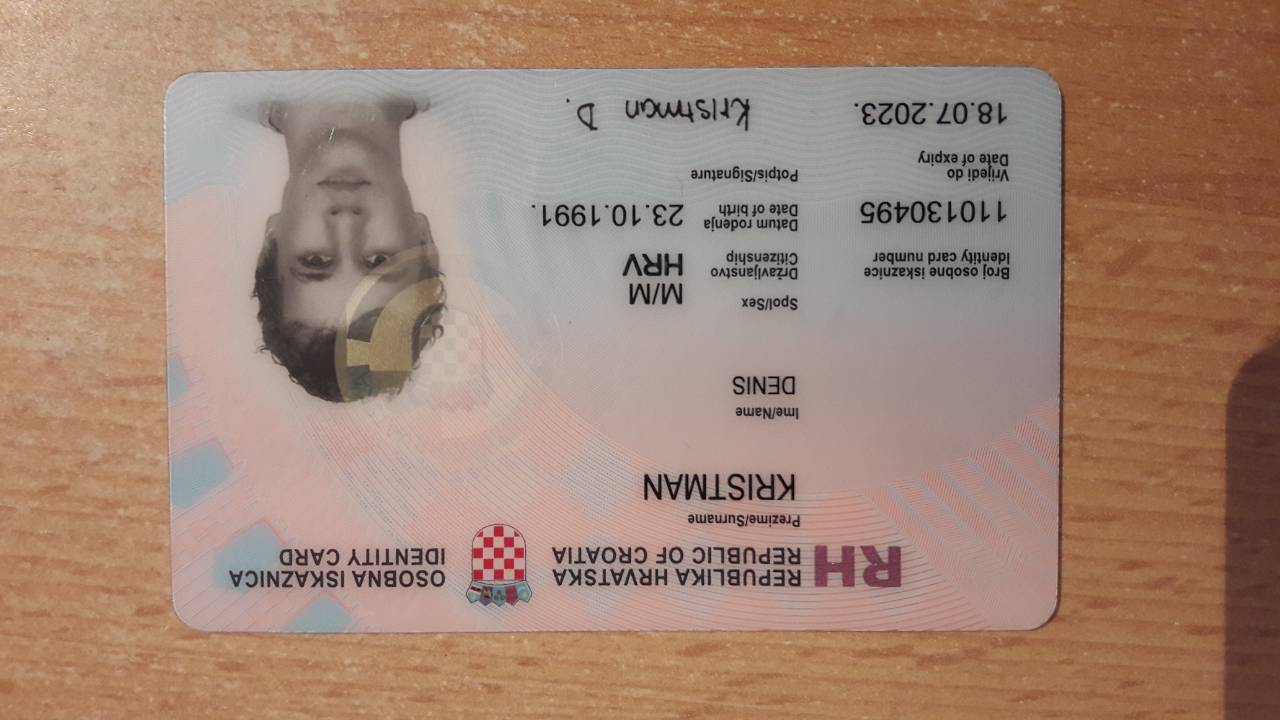 RH REPUBLIKA HRVATSKA
REPUBLIC OF CROATIA
OSOBNA ISKAZNICA
IDENTITY CARD
Prezime/Surname
KRISTMAN
Ime/Name
DENIS
Spol/Sex
M/M
Državljanstvo
Citizenship
HRV
Broj osobne iskaznice
Identity card number
110130495
Datum rođenja
Date of birth
23.10.1991.
Vrijedi do
Date of expiry
18.07.2023.
Potpis/Signature
Kristman D.